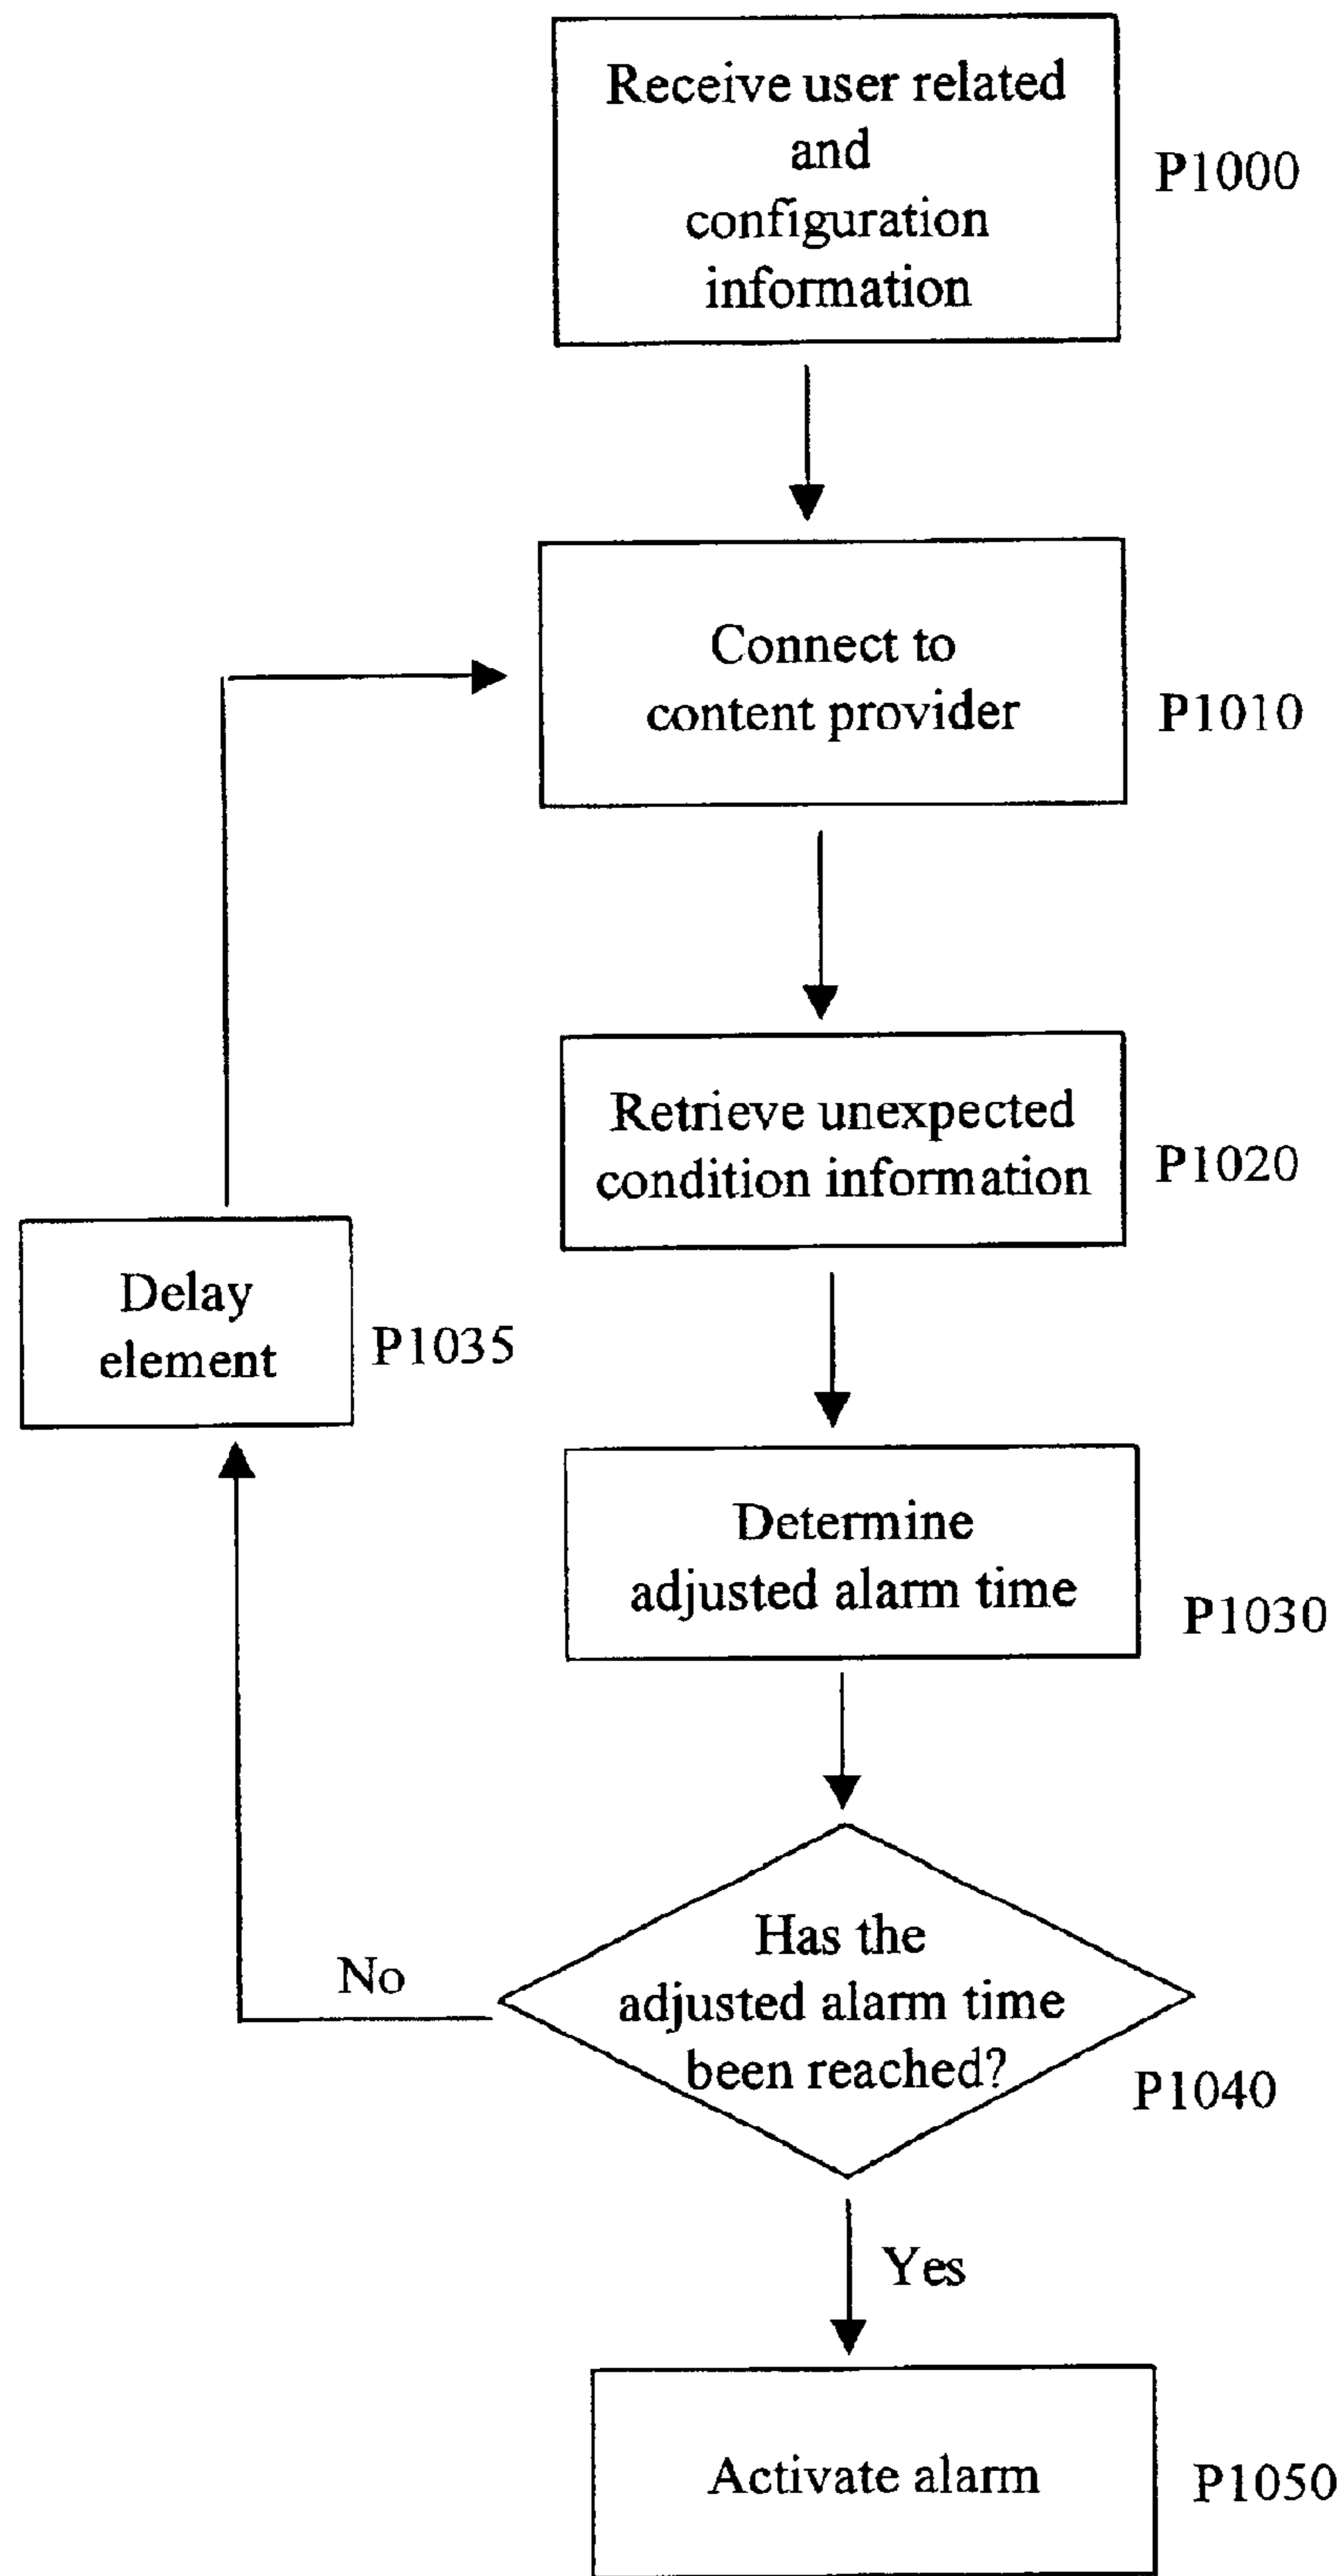 Receive user related
and
configuration
information
P1000
Connect to
content provider
P1010
Retrieve unexpected
condition information
P1020
Delay
element
P1035
Determine
adjusted alarm time
P1030
Has the
adjusted alarm time
been reached?
P1040
No
Yes
Activate alarm
P1050